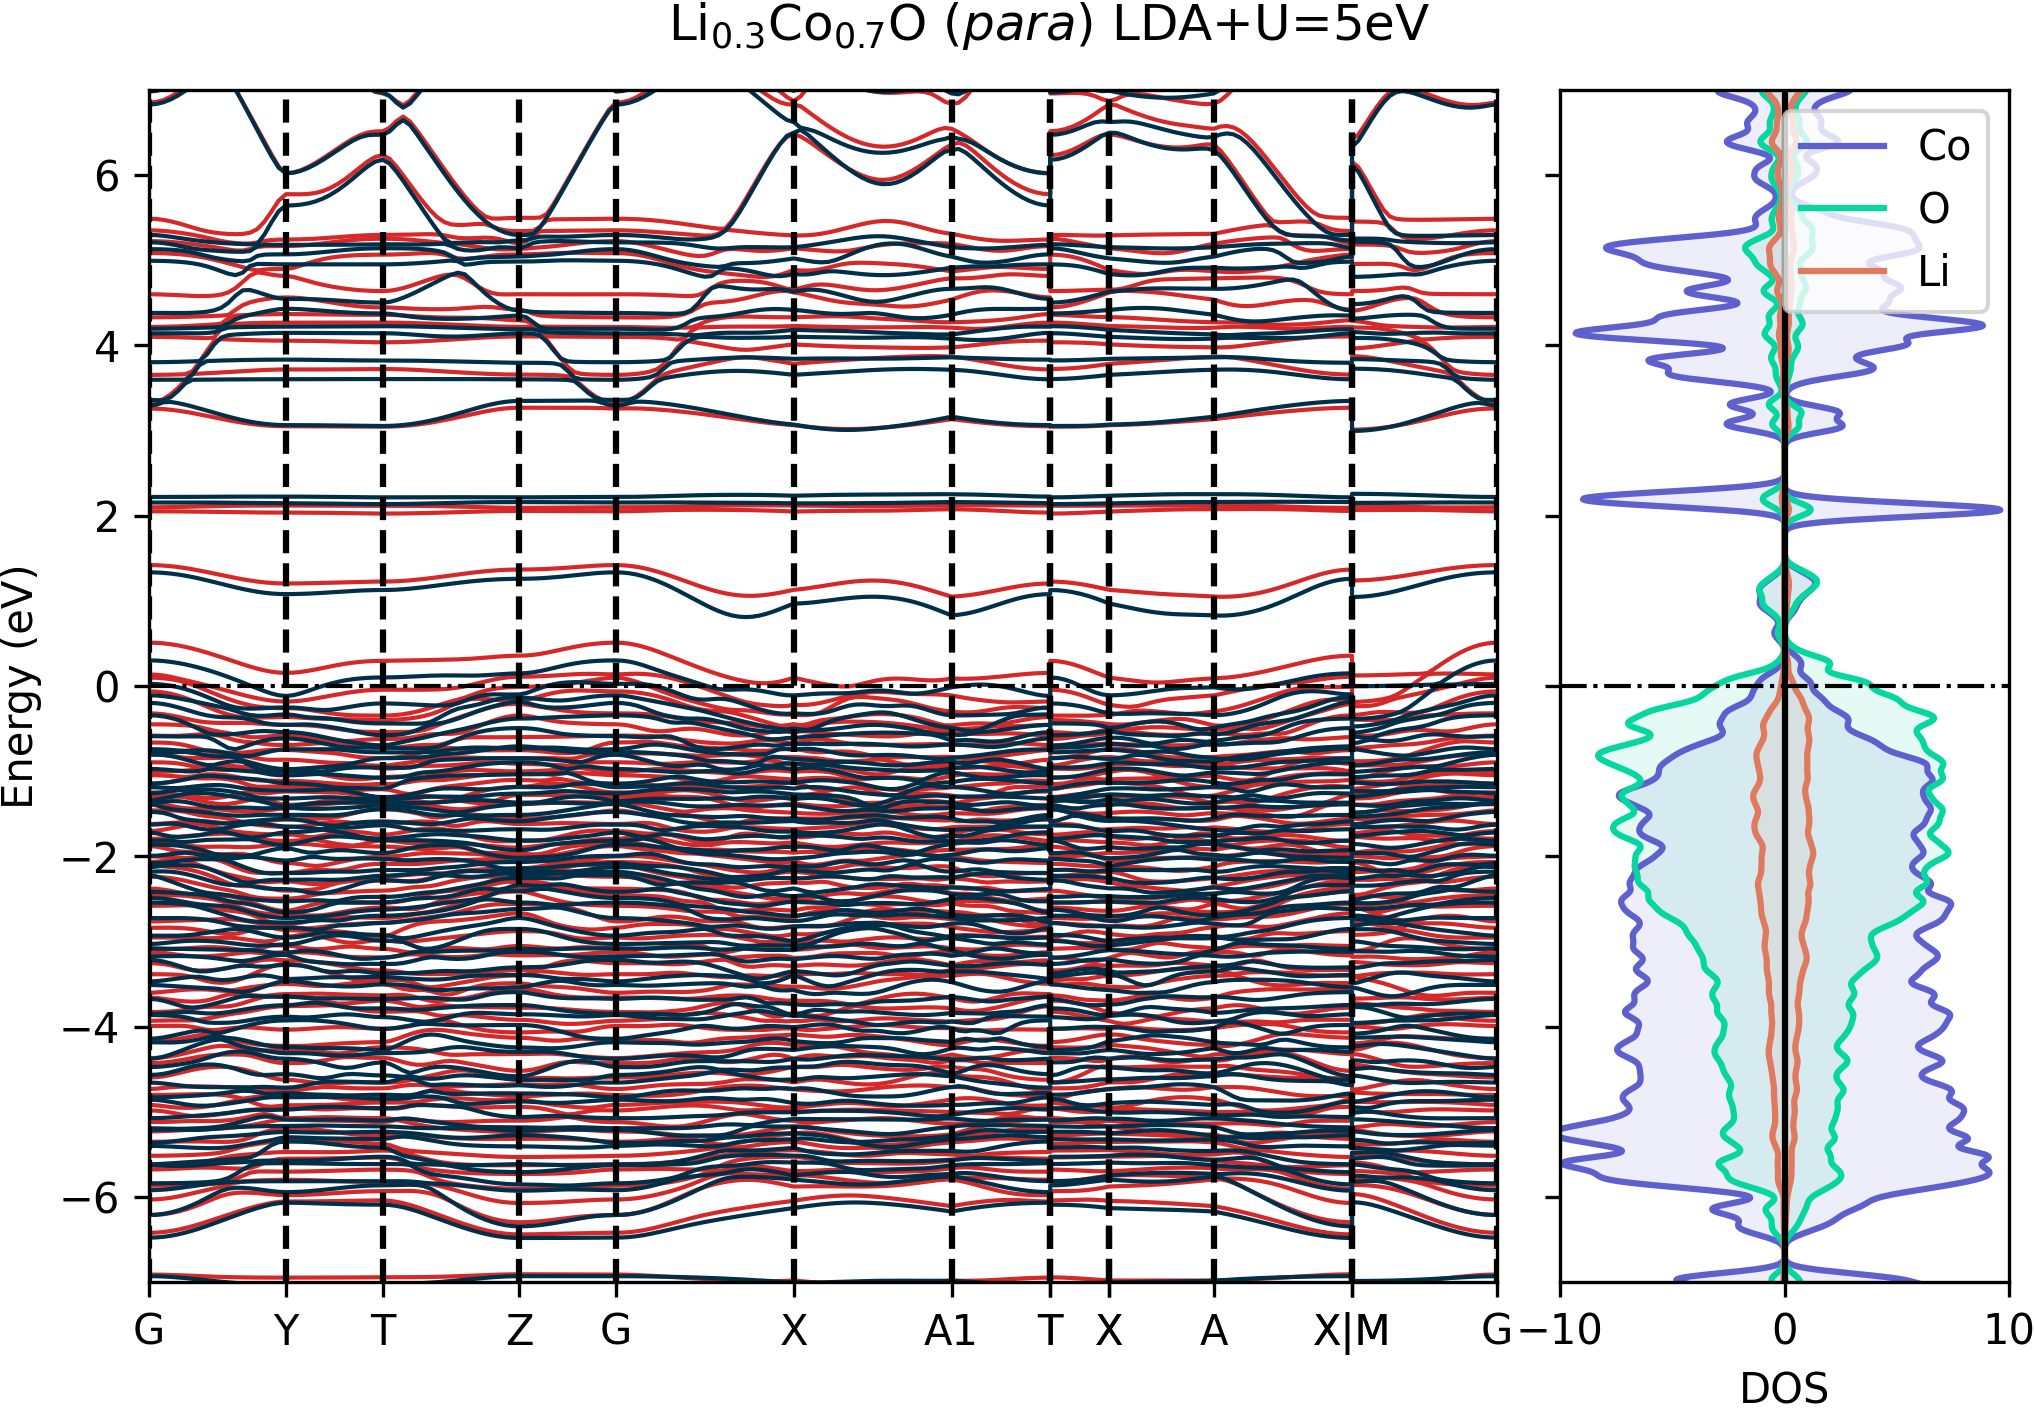 Li₀.₃Co₀.₇O (para) LDA+U=5eV
Energy (eV)
6
4
2
0
−2
−4
−6
G Y T Z G X A1 T X A X|M G
Co
O
Li
−10 0 10
DOS